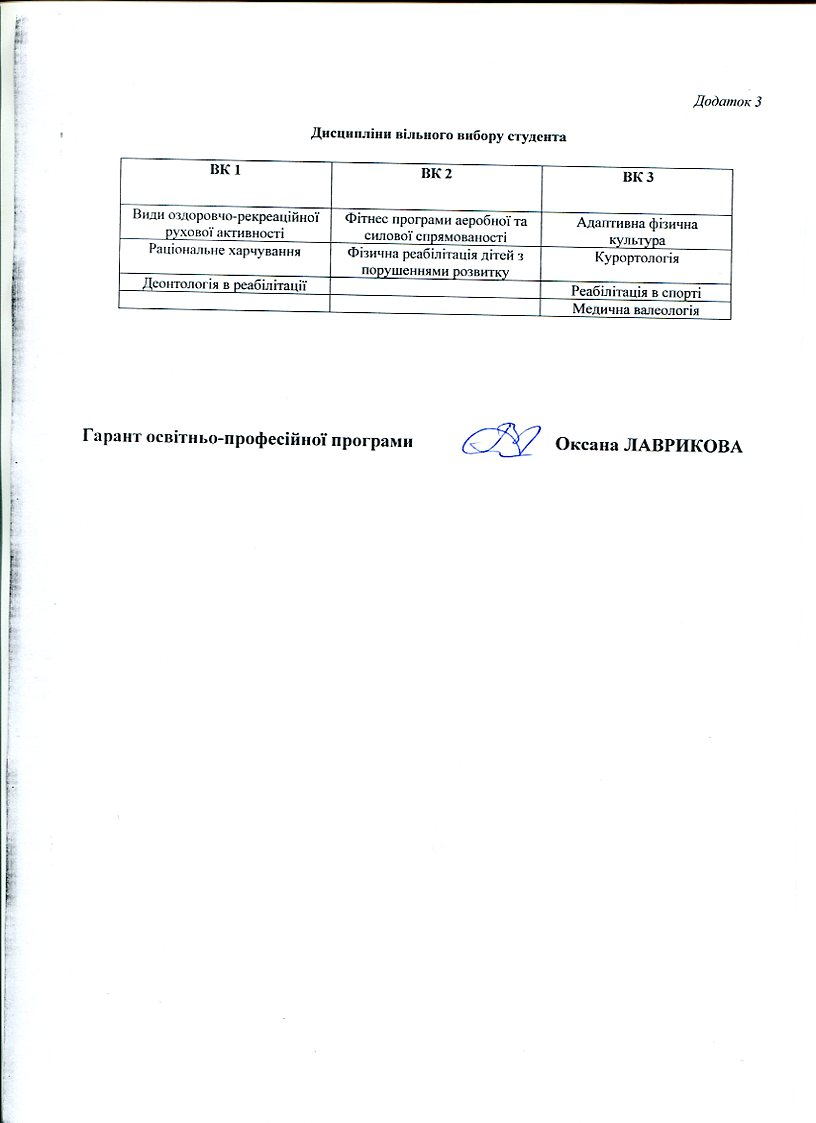 Додаток 3
Дисципліни вільного вибору студента
ВК 1 ВК 2 ВК 3
Види оздоровчо-рекреаційної
рухової активності
Фітнес програми аеробної та
силової спрямованості
Адаптивна фізична
культура
Раціональне харчування
Фізична реабілітація дітей з
порушеннями розвитку
Курортологія
Деонтологія в реабілітації
Реабілітація в спорті
Медична валеологія
Гарант освітньо-професійної програми Оксана ЛАВРИКОВА